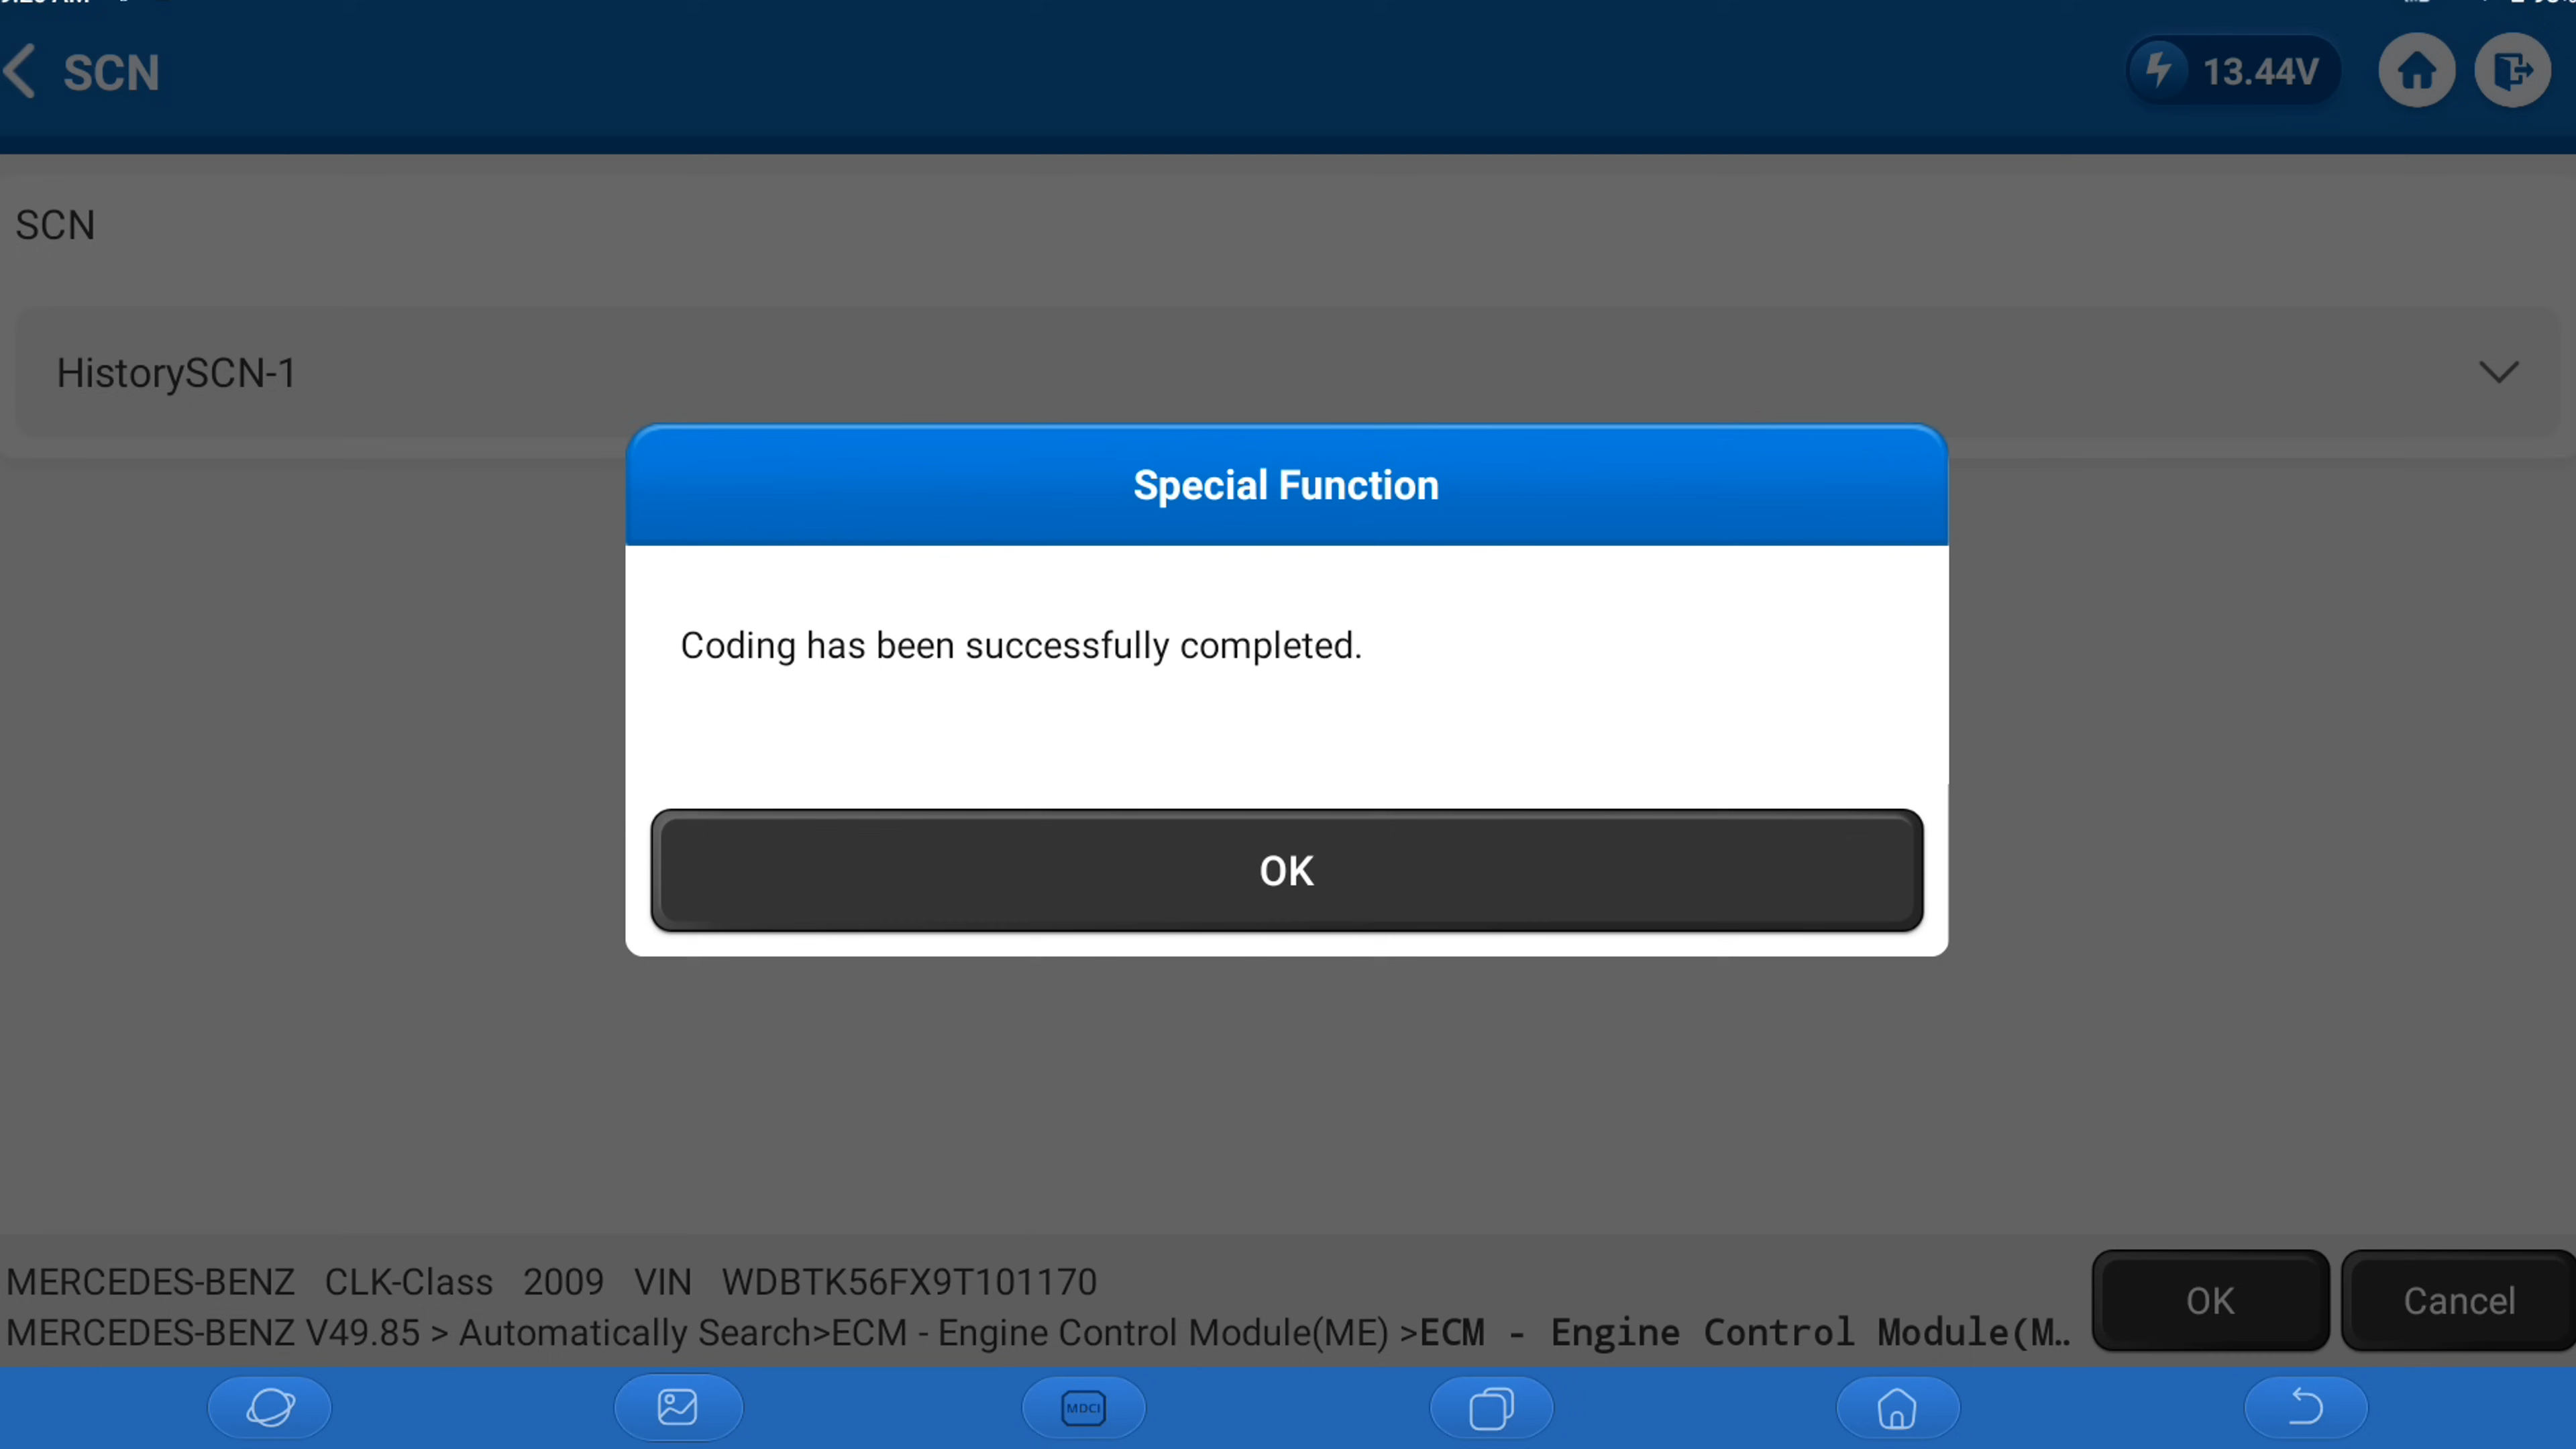 SCN
13.44V
SCN
HistorySCN-1
Special Function
Coding has been successfully completed.
OK
MERCEDES-BENZ CLK-Class 2009 VIN WDBTK56FX9T101170
OK
Cancel
MERCEDES-BENZ V49.85 > Automatically Search>ECM - Engine Control Module(ME) >ECM - Engine Control Module(M…
MDCI